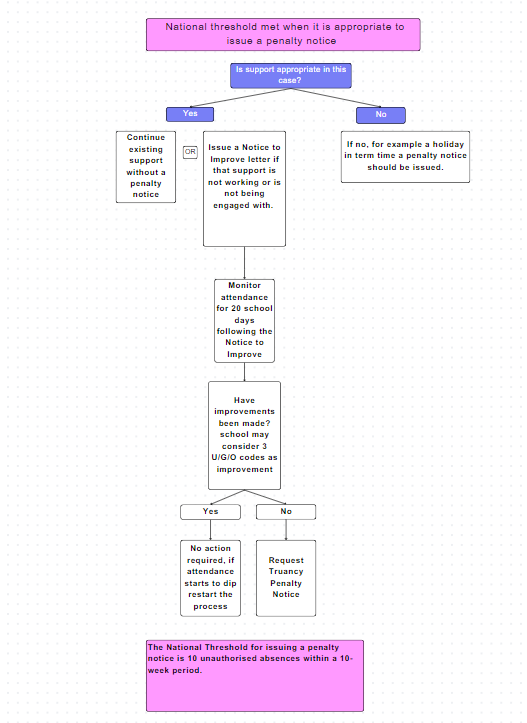 National threshold met when it is appropriate to
issue a penalty notice
Is support appropriate in this
case?
Yes
No
Continue
existing
support
without a
penalty
notice
OR
Issue a Notice to
Improve letter if
that support is
not working or is
not being
engaged with.
If no, for example a holiday
in term time a penalty notice
should be issued.
Monitor
attendance
for 20 school
days
following the
Notice to
Improve
Have
improvements
been made?
school may
consider 3
U/G/O codes as
improvement
Yes
No
No action
required, if
attendance
starts to dip
restart the
process
Request
Truancy
Penalty
Notice
The National Threshold for issuing a penalty
notice is 10 unauthorised absences within a 10-
week period.